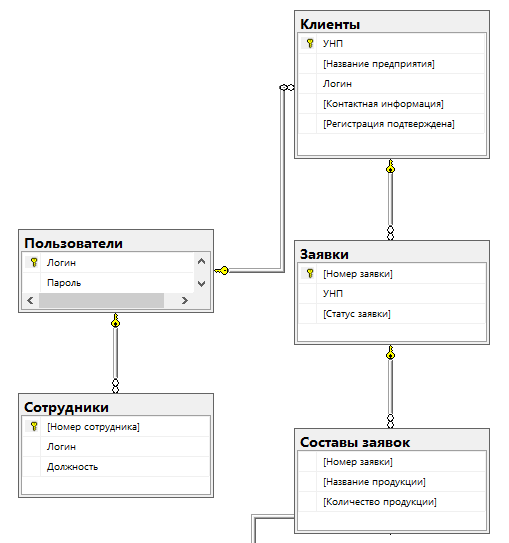 Клиенты
УНП
[Название предприятия]
Логин
[Контактная информация]
[Регистрация подтверждена]
Пользователи
Логин
Пароль
Заявки
[Номер заявки]
УНП
[Статус заявки]
Сотрудники
[Номер сотрудника]
Логин
Должность
Составы заявок
[Номер заявки]
[Название продукции]
[Количество продукции]